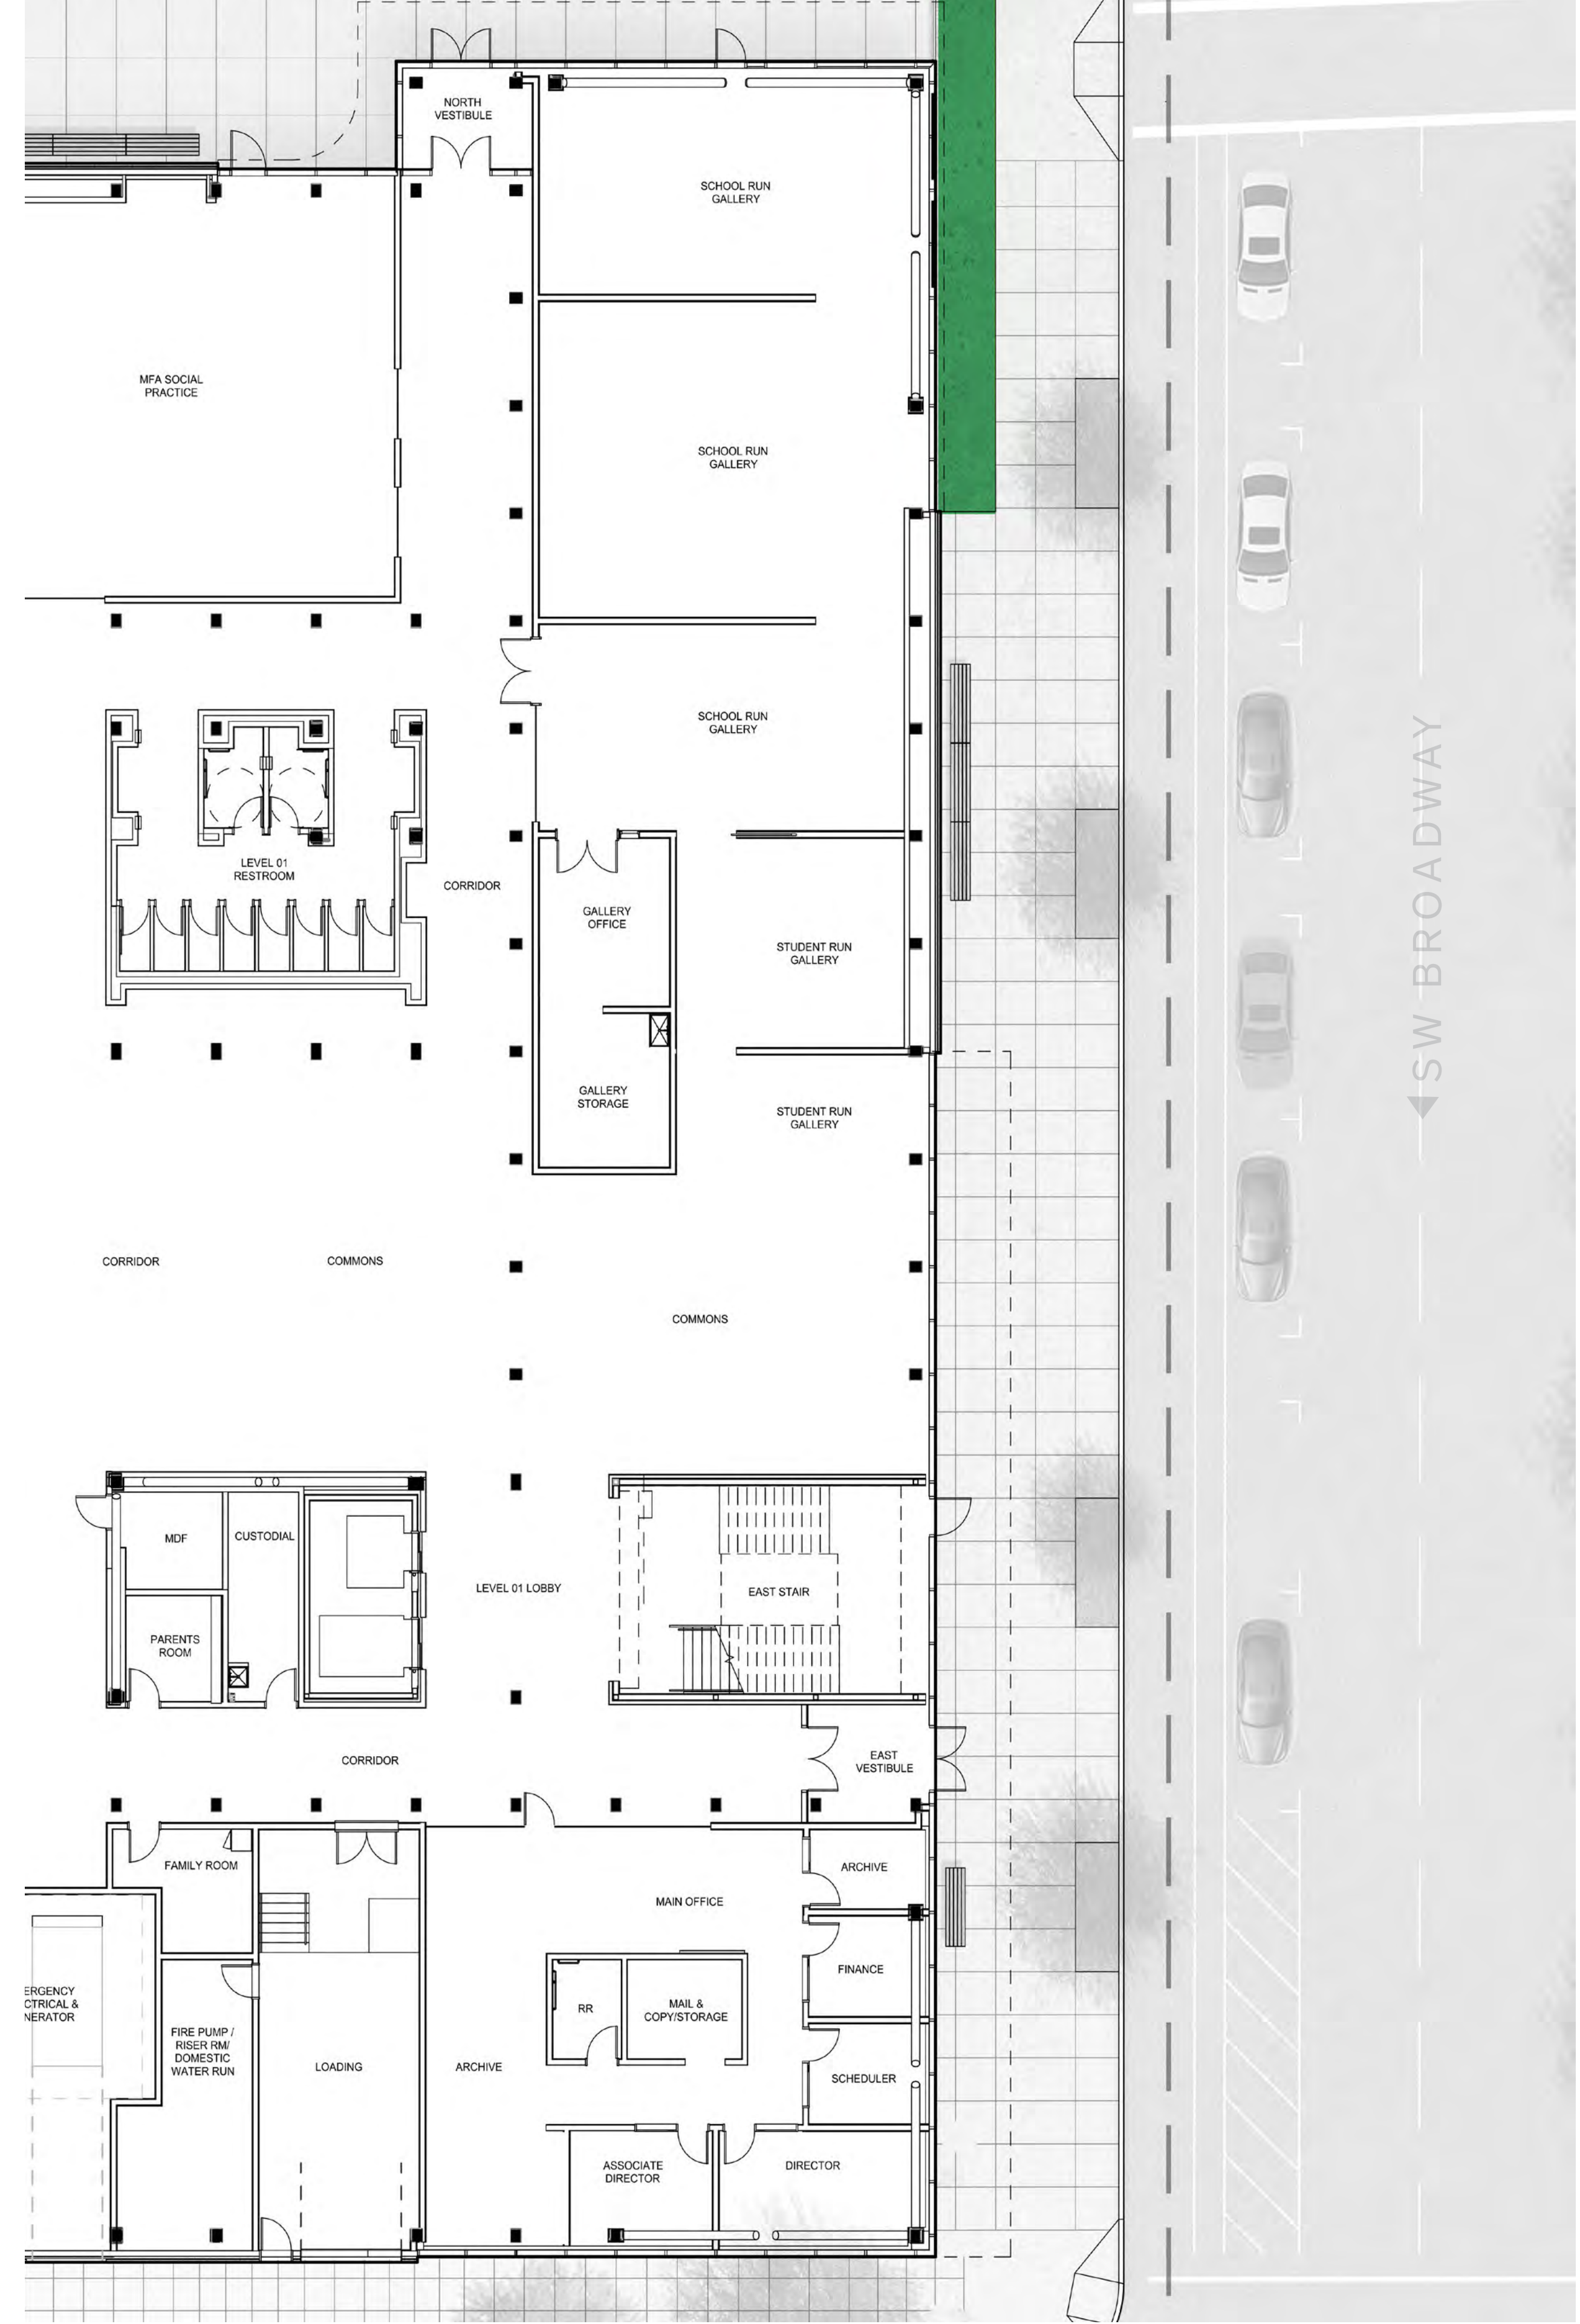 NORTH
VESTIBULE
SCHOOL RUN
GALLERY
MFA SOCIAL
PRACTICE
SCHOOL RUN
GALLERY
SCHOOL RUN
GALLERY
LEVEL 01
RESTROOM
CORRIDOR
GALLERY
OFFICE
STUDENT RUN
GALLERY
SW BROADWAY
GALLERY
STORAGE
STUDENT RUN
GALLERY
CORRIDOR
COMMONS
COMMONS
MDF
CUSTODIAL
LEVEL 01 LOBBY
EAST STAIR
PARENTS
ROOM
CORRIDOR
EAST
VESTIBULE
FAMILY ROOM
ARCHIVE
MAIN OFFICE
FINANCE
ERGENCY
CTRICAL &
NERATOR
RR
MAIL &
COPY/STORAGE
FIRE PUMP /
RISER RM/
DOMESTIC
WATER RUN
LOADING
ARCHIVE
SCHEDULER
ASSOCIATE
DIRECTOR
DIRECTOR